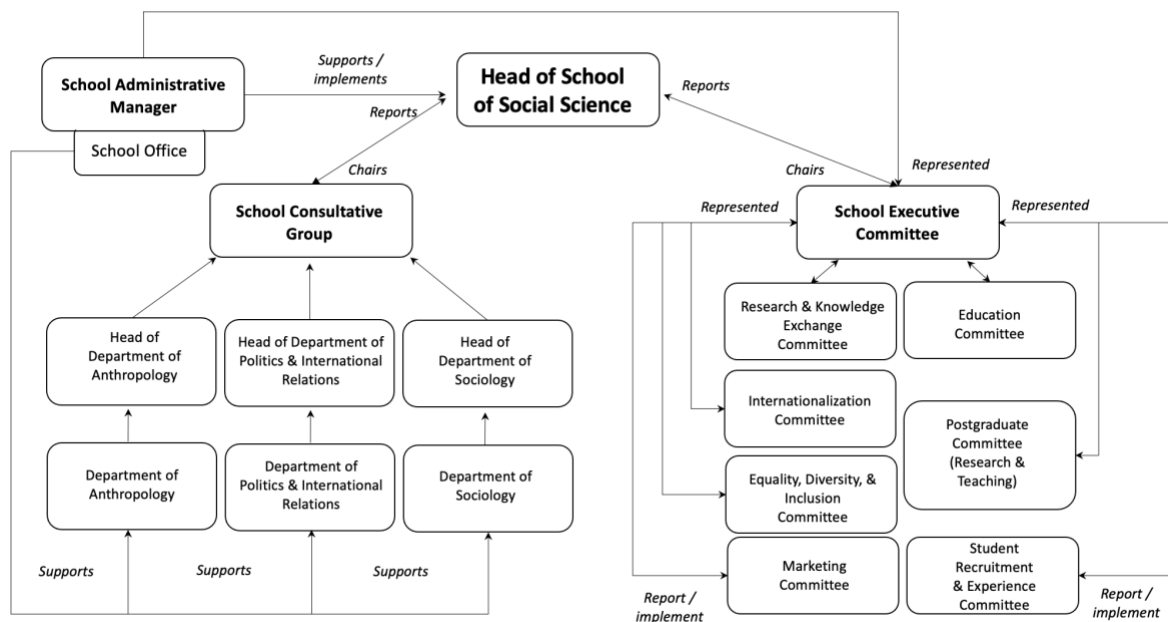 Supports /
implements
Head of School
of Social Science
School Administrative
Manager
School Office
Reports
Reports
Chairs
Chairs
Represented
School Consultative
Group
Represented
School Executive
Committee
Represented
Research & Knowledge
Exchange
Committee
Education
Committee
Head of
Department of
Anthropology
Head of Department of
Politics & International
Relations
Head of
Department of
Sociology
Internationalization
Committee
Postgraduate
Committee
(Research &
Teaching)
Department of
Anthropology
Department of
Politics & International
Relations
Department of
Sociology
Equality, Diversity, &
Inclusion
Committee
Supports
Supports
Supports
Marketing
Committee
Student
Recruitment
& Experience
Committee
Report /
implement
Report /
implement